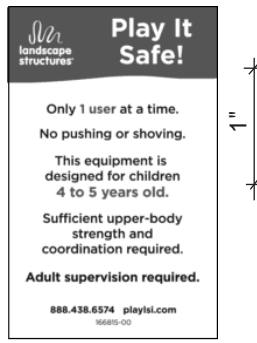 Play It
Safe!
landscape
structures®
Only 1 user at a time.
No pushing or shoving.
This equipment is
designed for children
4 to 5 years old.
Sufficient upper-body
strength and
coordination required.
Adult supervision required.
888.438.6574 playlsi.com
166815-00
1"